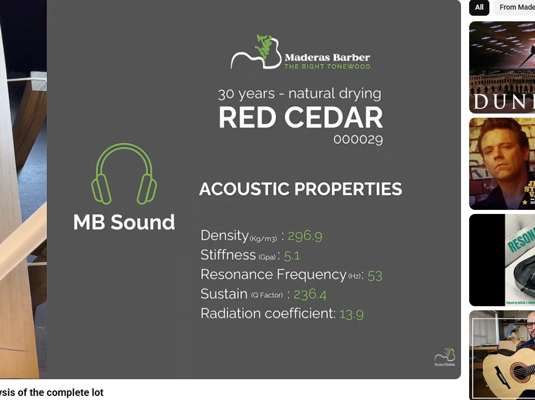 Maderas Barber
THE RIGHT TONEWOOD
30 years - natural drying
RED CEDAR
000029
ACOUSTIC PROPERTIES
MB Sound
Density (Kg/m3) : 296.9
Stiffness (Gpa) : 5.1
Resonance Frequency (Hz): 53
Sustain (Q Factor) : 236.4
Radiation coefficient: 13.9
ysis of the complete lot
All
From Made
DUN
RESONA